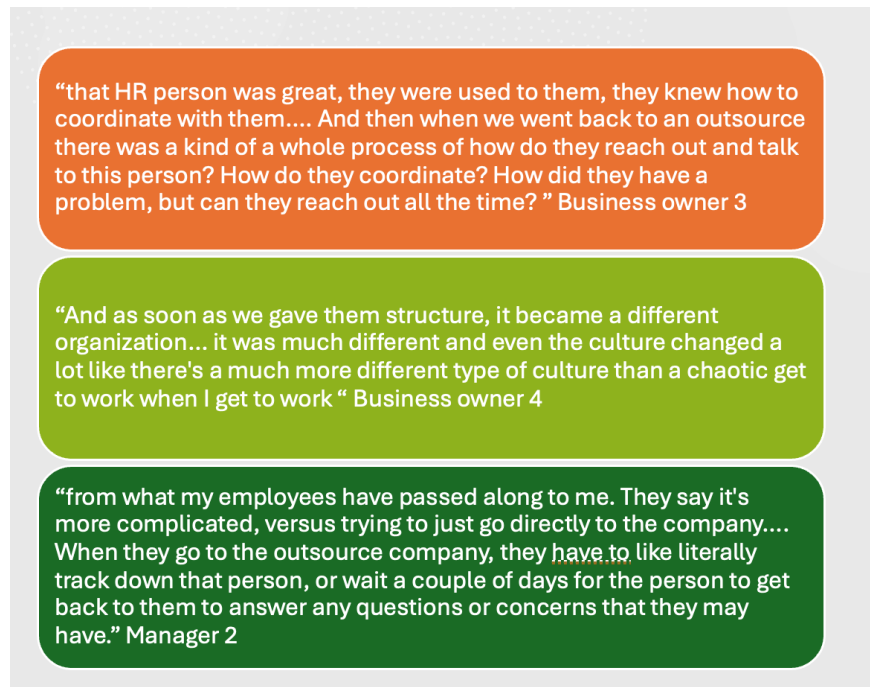 “that HR person was great, they were used to them, they knew how to
coordinate with them.... And then when we went back to an outsource
there was a kind of a whole process of how do they reach out and talk
to this person? How do they coordinate? How did they have a
problem, but can they reach out all the time? ” Business owner 3
“And as soon as we gave them structure, it became a different
organization... it was much different and even the culture changed a
lot like there's a much more different type of culture than a chaotic get
to work when I get to work “ Business owner 4
“from what my employees have passed along to me. They say it's
more complicated, versus trying to just go directly to the company....
When they go to the outsource company, they have to like literally
track down that person, or wait a couple of days for the person to get
back to them to answer any questions or concerns that they may
have.” Manager 2